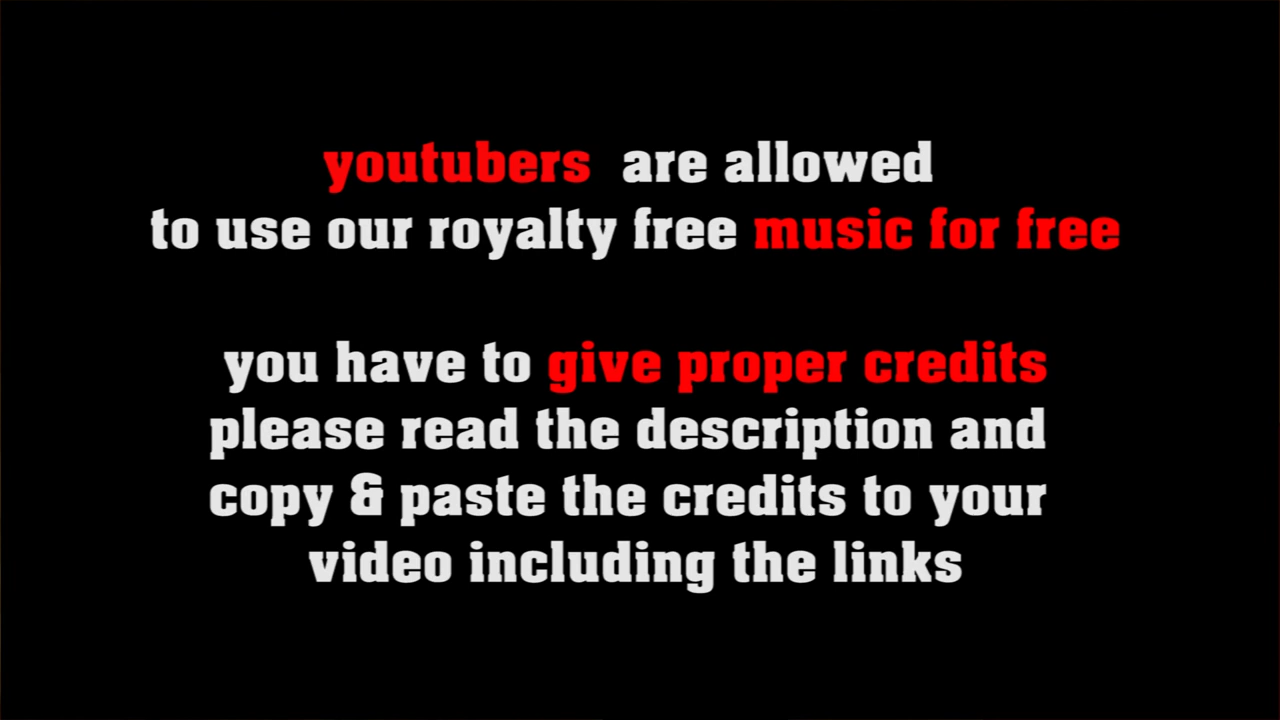 youtubers are allowed
to use our royalty free music for free
you have to give proper credits
please read the description and
copy & paste the credits to your
video including the links